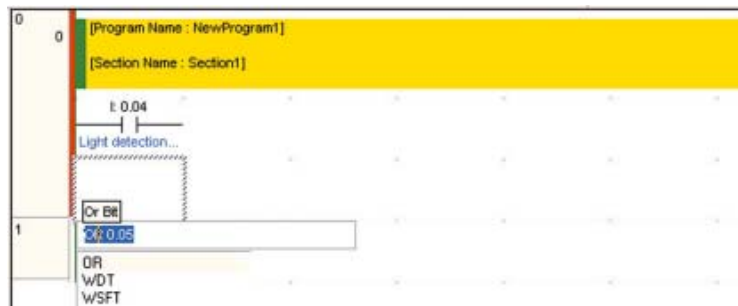 0
0
[Program Name : NewProgram1]
[Section Name : Section1]
I: 0.04
Light detection...
Or Bit
1
OR 0.05
OR
WDT
WSFT